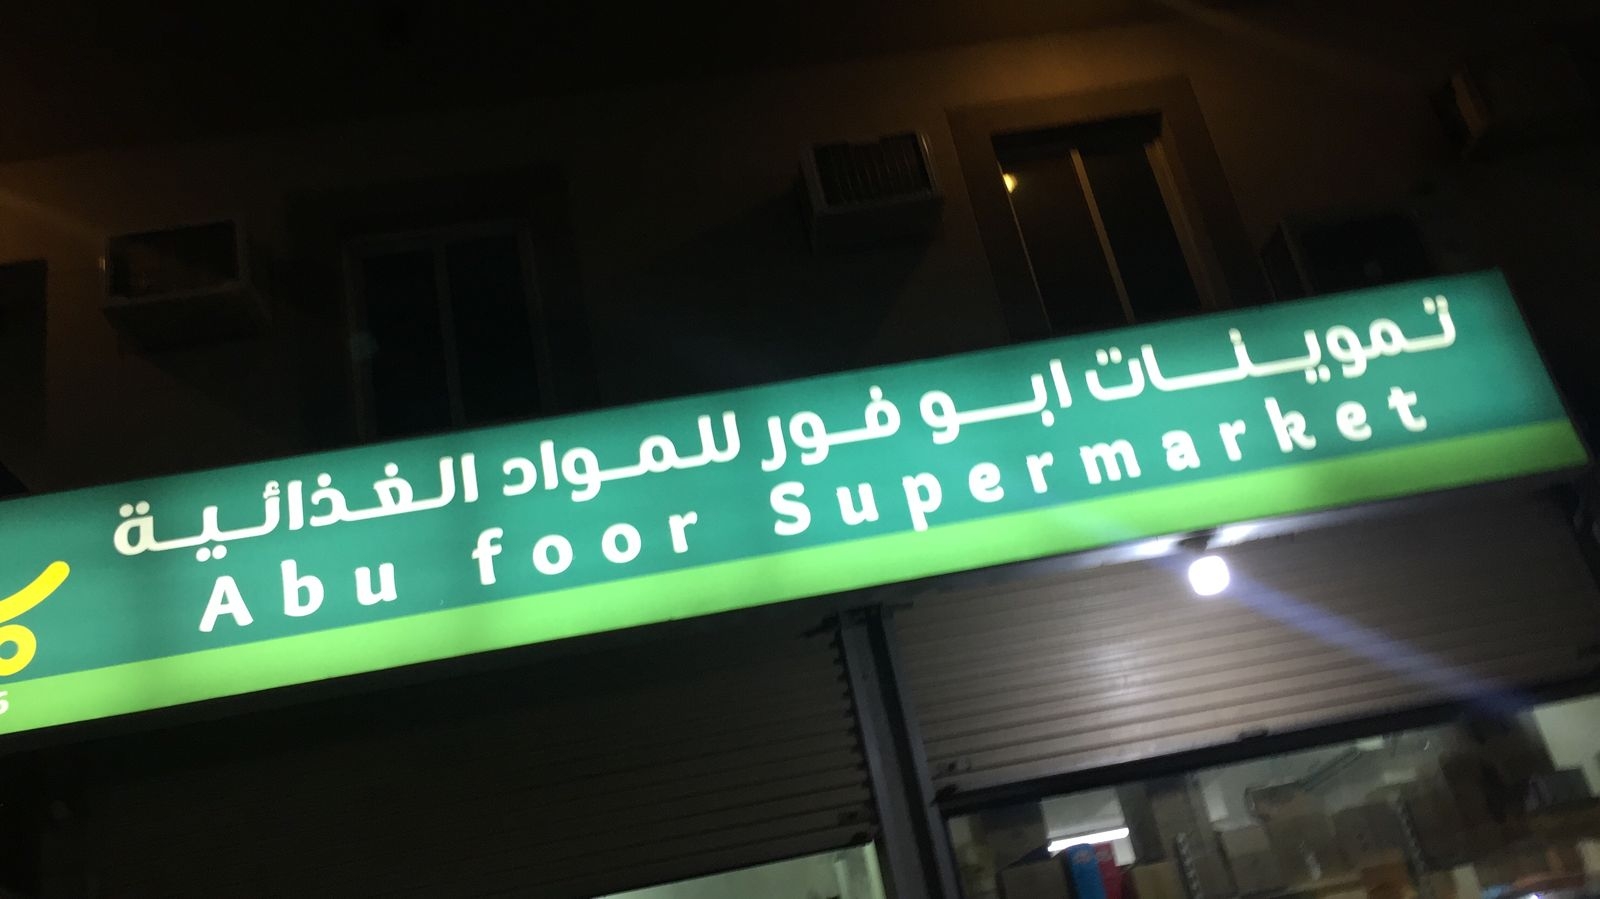 تموينات ابو فور للمواد الغذائية
Abu foor Supermarket